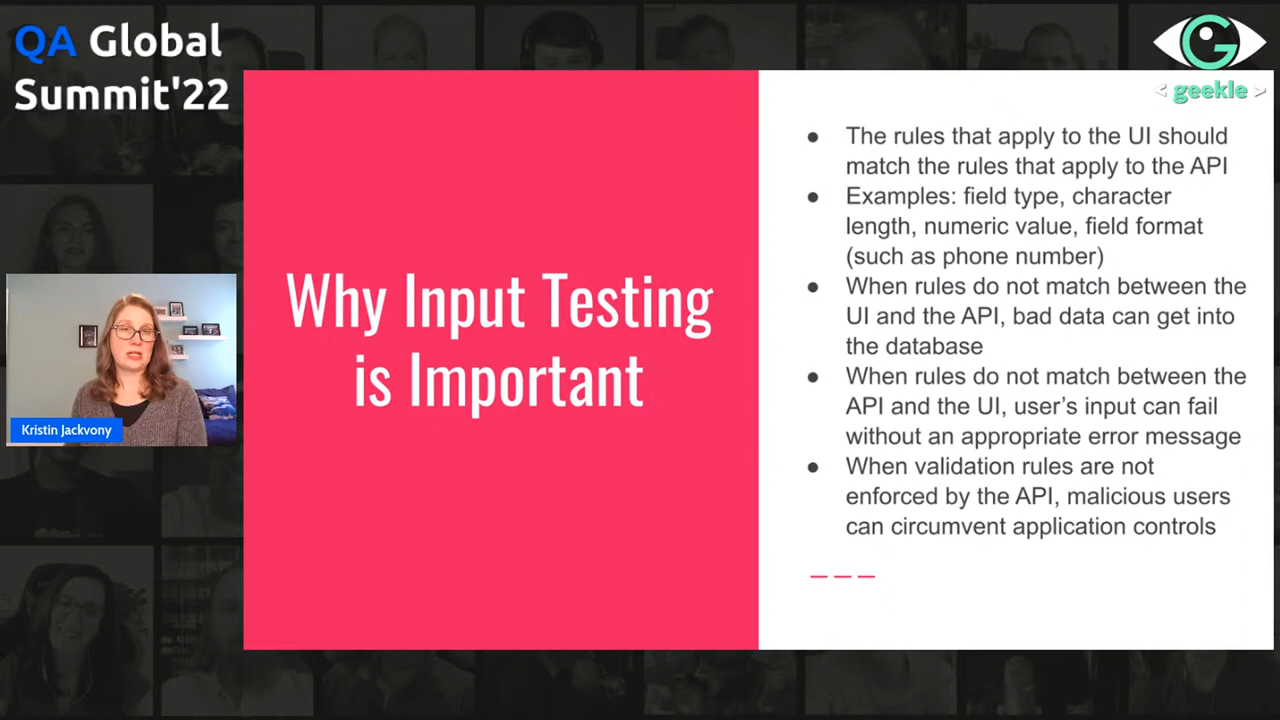 QA Global
Summit'22
< geekle >
Why Input Testing
is Important
● The rules that apply to the UI should
match the rules that apply to the API
● Examples: field type, character
length, numeric value, field format
(such as phone number)
● When rules do not match between the
UI and the API, bad data can get into
the database
● When rules do not match between the
API and the UI, user's input can fail
without an appropriate error message
● When validation rules are not
enforced by the API, malicious users
can circumvent application controls
Kristin Jackvony